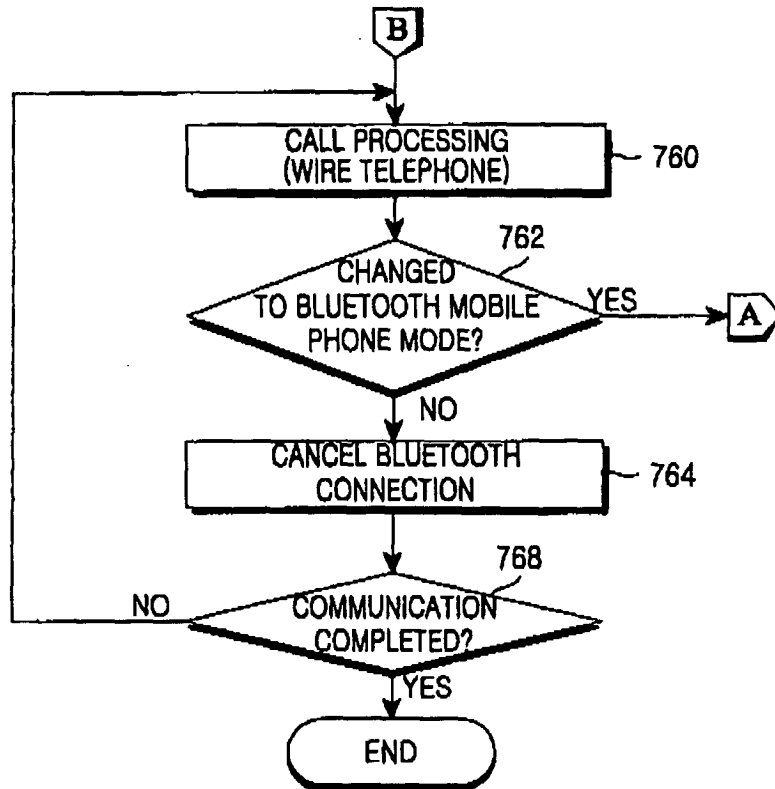 B
CALL PROCESSING
(WIRE TELEPHONE)
760
762
CHANGED
TO BLUETOOTH MOBILE
PHONE MODE?
YES
A
NO
CANCEL BLUETOOTH
CONNECTION
764
768
NO
COMMUNICATION
COMPLETED?
YES
END